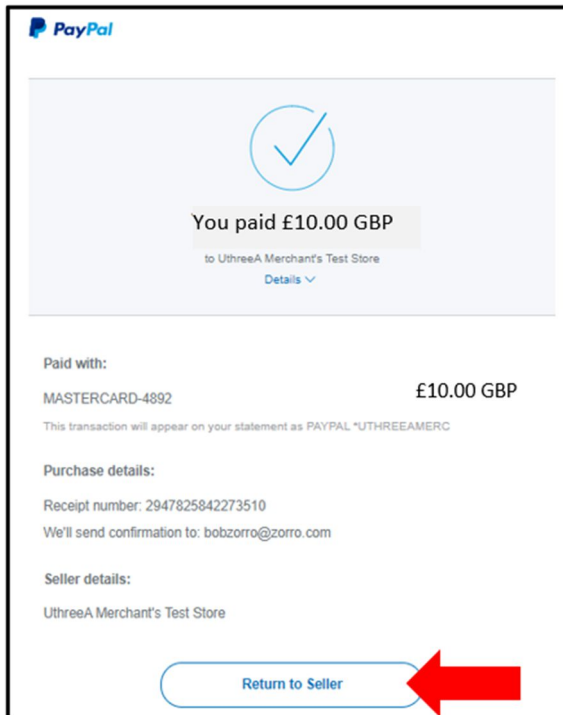 PayPal
You paid £10.00 GBP
to UthreeA Merchant's Test Store
Details
Paid with:
MASTERCARD-4892 £10.00 GBP
This transaction will appear on your statement as PAYPAL *UTHREEAMERC
Purchase details:
Receipt number: 2947825842273510
We'll send confirmation to: bobzorro@zorro.com
Seller details:
UthreeA Merchant's Test Store
Return to Seller